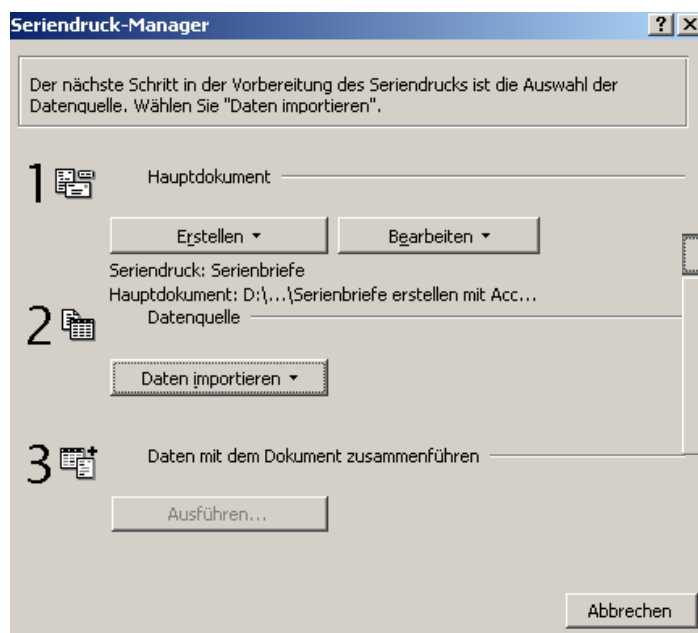 Seriendruck-Manager
Der nächste Schritt in der Vorbereitung des Seriendrucks ist die Auswahl der
Datenquelle. Wählen Sie "Daten importieren".
1 Hauptdokument
Erstellen Bearbeiten
Seriendruck: Serienbriefe
Hauptdokument: D:\...\Serienbriefe erstellen mit Acc...
2 Datenquelle
Daten importieren
3 Daten mit dem Dokument zusammenführen
Ausführen...
Abbrechen